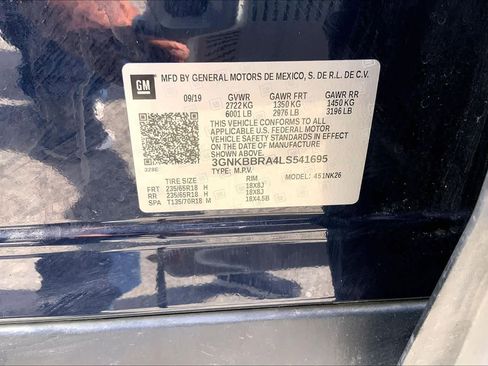 GM MFD BY GENERAL MOTORS DE MEXICO, S. DE R.L. DE C.V.
09/19 GVWR GAWR FRT GAWR RR
2722 KG 1350 KG 1450 KG
6001 LB 2976 LB 3196 LB
THIS VEHICLE CONFORMS TO ALL
APPLICABLE U.S. FEDERAL MOTOR
VEHICLE SAFETY STANDARDS IN EFFECT
ON THE DATE OF MANUFACTURE SHOWN ABOVE.
3GNKBBRA4LS541695
TYPE: M.P.V. 451NK26
TIRE SIZE RIM
FRT 235/65R18 H 18X8J
RR 235/65R18 H 18X8J
SPA T135/70R18 M 18X4.5B